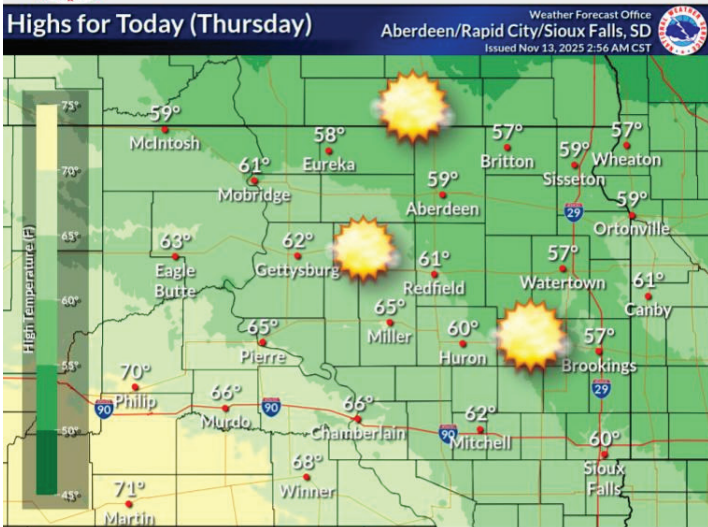 Highs for Today (Thursday)
Weather Forecast Office
Aberdeen/Rapid City/Sioux Falls, SD
Issued Nov 13, 2025 2:56 AM CST
NATIONAL WEATHER SERVICE
High Temperature (F)
75°
70°
65°
60°
55°
50°
45°
59°
McIntosh
58°
Eureka
57°
Britton
59°
Sisseton
57°
Wheaton
61°
Mobridge
59°
Aberdeen
29
59°
Ortonville
63°
Eagle
Butte
62°
Gettysburg
61°
Redfield
57°
Watertown
61°
Canby
65°
Pierre
65°
Miller
60°
Huron
57°
Brookings
70°
Philip
90
66°
Murdo
90
66°
Chamberlain
90
62°
Mitchell
29
60°
Sioux
Falls
71°
Martin
68°
Winner